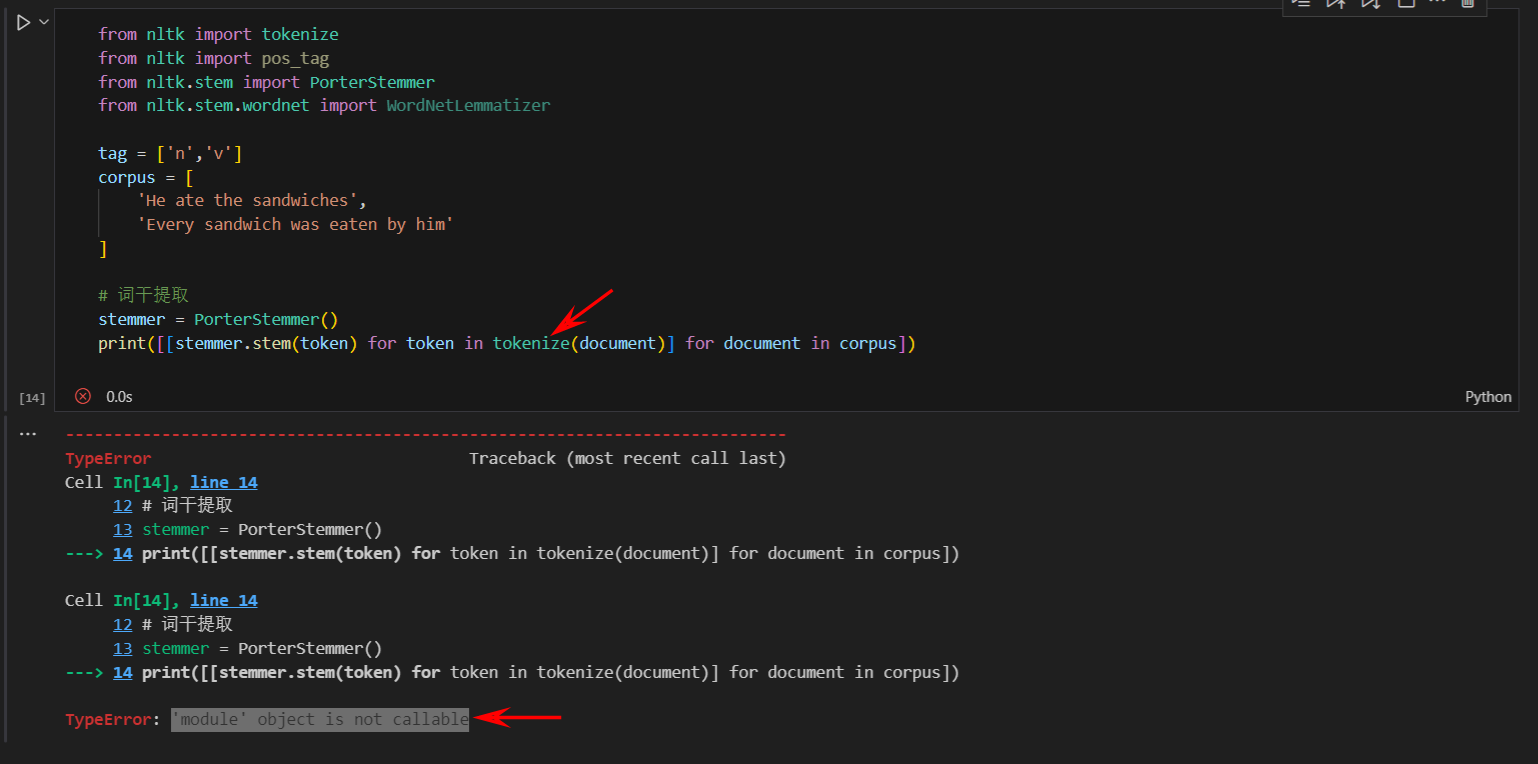 from nltk import tokenize
from nltk import pos_tag
from nltk.stem import PorterStemmer
from nltk.stem.wordnet import WordNetLemmatizer
tag = ['n','v']
corpus = [
'He ate the sandwiches',
'Every sandwich was eaten by him'
]
# 词干提取
stemmer = PorterStemmer()
print([[stemmer.stem(token) for token in tokenize(document)] for document in corpus])
[14] 0.0s Python
---------------------------------------------------------------------------
TypeError Traceback (most recent call last)
Cell In[14], line 14
12 # 词干提取
13 stemmer = PorterStemmer()
---> 14 print([[stemmer.stem(token) for token in tokenize(document)] for document in corpus])
Cell In[14], line 14
12 # 词干提取
13 stemmer = PorterStemmer()
---> 14 print([[stemmer.stem(token) for token in tokenize(document)] for document in corpus])
TypeError: 'module' object is not callable